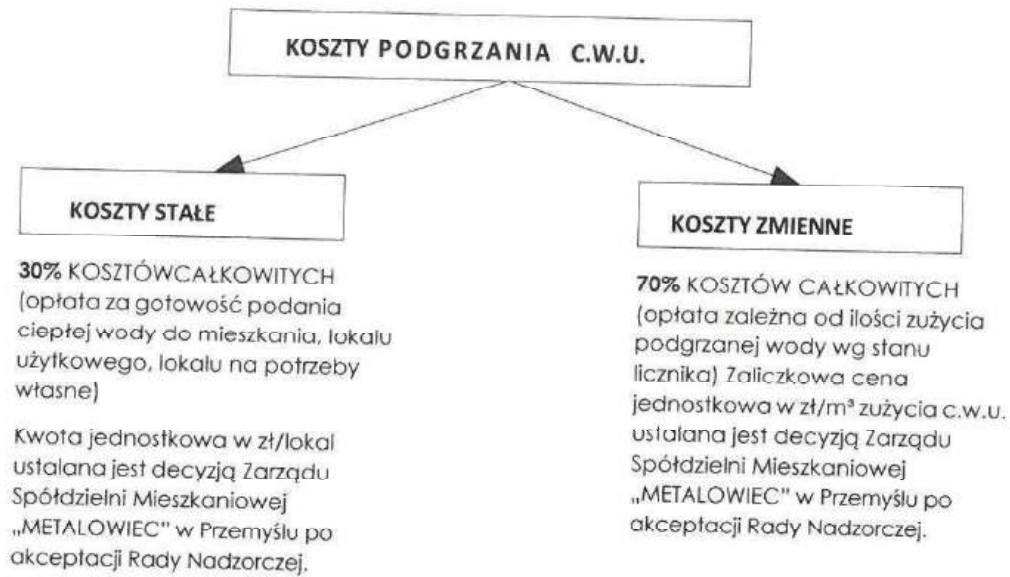 KOSZTY PODGRZANIA C.W.U.
KOSZTY STAŁE
30% KOSZTÓWCAŁKOWITYCH
(opłata za gotowość podania
ciepłej wody do mieszkania, lokalu
użytkowego, lokalu na potrzeby
własne)
Kwota jednostkowa w zł/lokal
ustalana jest decyzją Zarządu
Spółdzielni Mieszkaniowej
„METALOWIEC" w Przemyślu po
akceptacji Rady Nadzorczej.
KOSZTY ZMIENNE
70% KOSZTÓW CAŁKOWITYCH
(opłata zależna od ilości zużycia
podgrzanej wody wg stanu
licznika) Zaliczkowa cena
jednostkowa w zł/m³ zużycia c.w.u.
ustalana jest decyzją Zarządu
Spółdzielni Mieszkaniowej
„METALOWIEC" w Przemyślu po
akceptacji Rady Nadzorczej.